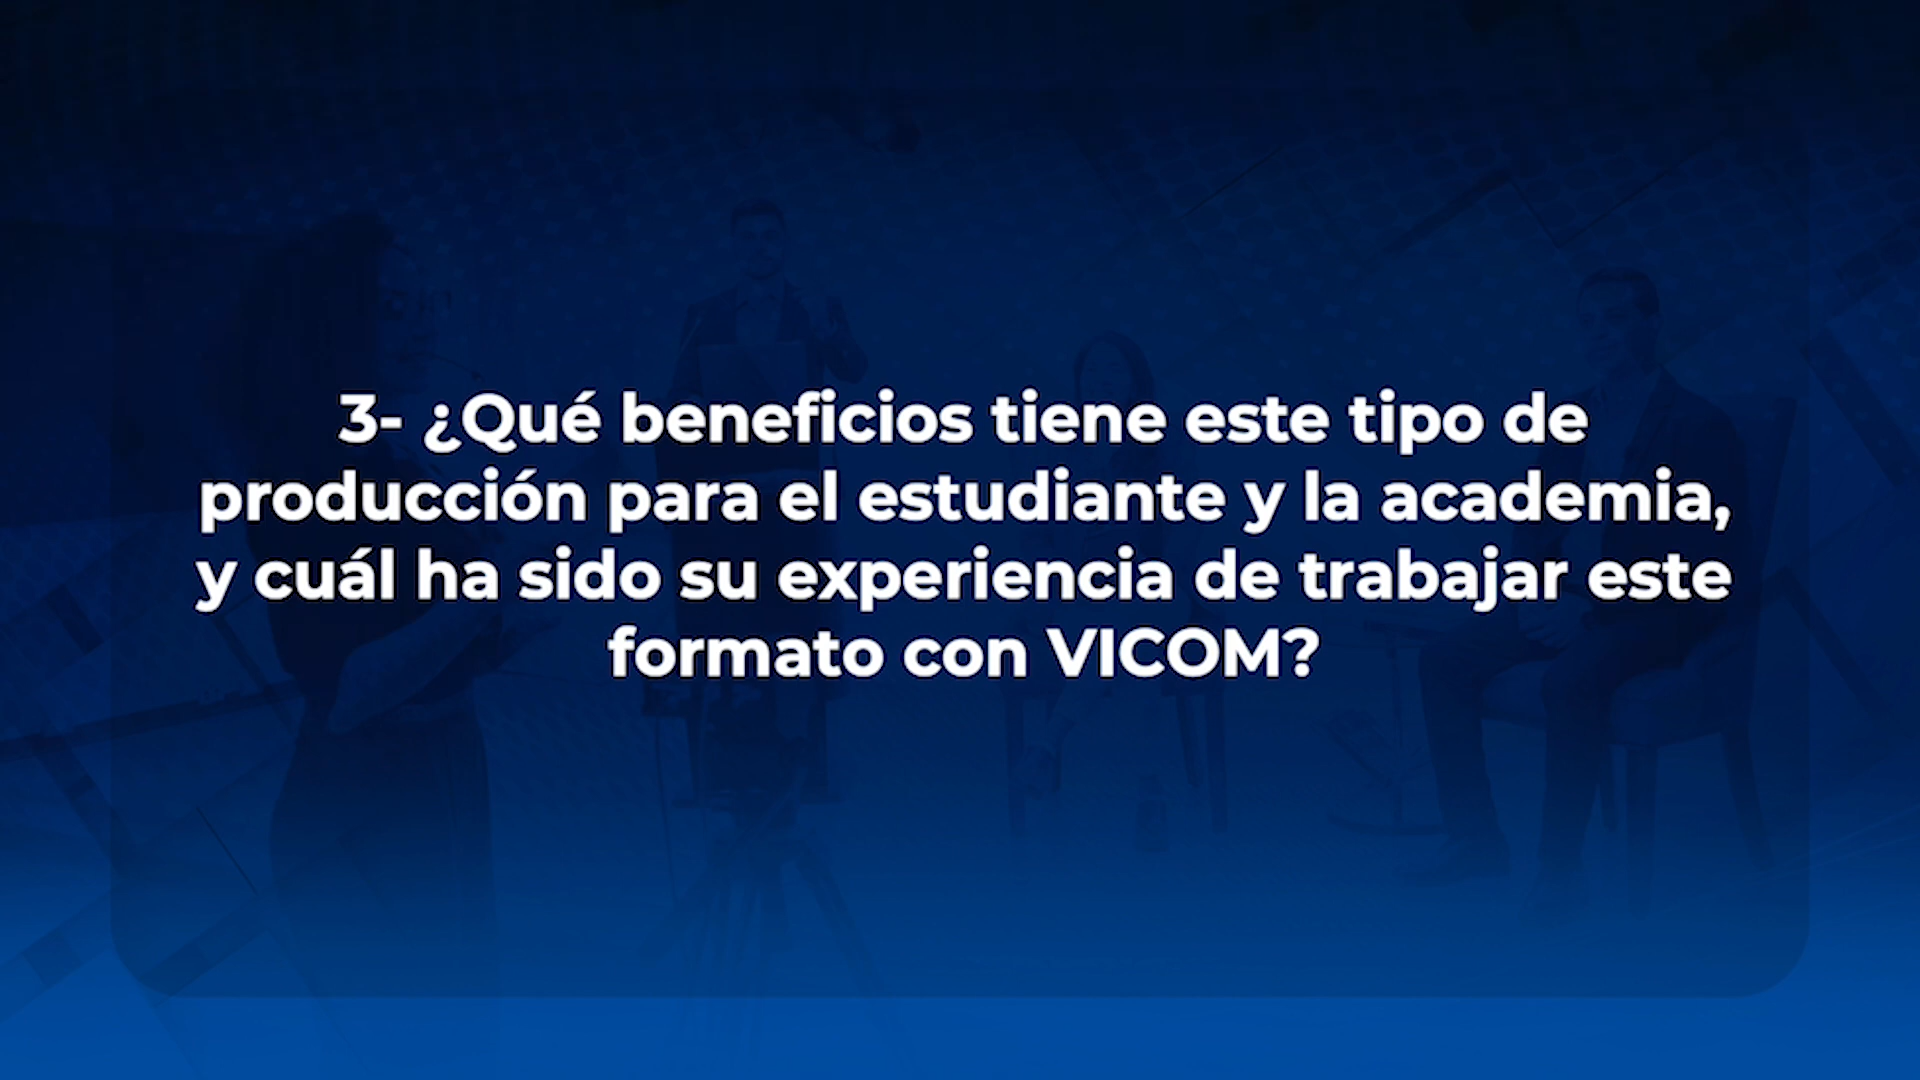 3- ¿Qué beneficios tiene este tipo de
producción para el estudiante y la academia,
y cuál ha sido su experiencia de trabajar este
formato con VICOM?